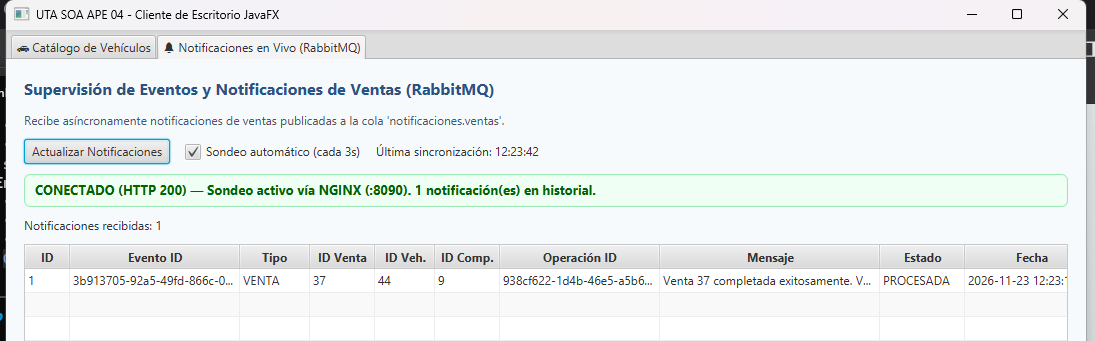 UTA SOA APE 04 - Cliente de Escritorio JavaFX
Catálogo de Vehículos Notificaciones en Vivo (RabbitMQ)
Supervisión de Eventos y Notificaciones de Ventas (RabbitMQ)
Recibe asíncronamente notificaciones de ventas publicadas a la cola 'notificaciones.ventas'.
Actualizar Notificaciones Sondeo automático (cada 3s) Última sincronización: 12:23:42
CONECTADO (HTTP 200) — Sondeo activo vía NGINX (:8090). 1 notificación(es) en historial.
Notificaciones recibidas: 1
ID Evento ID Tipo ID Venta ID Veh. ID Comp. Operación ID Mensaje Estado Fecha
1 3b913705-92a5-49fd-866c-0... VENTA 37 44 9 938cf622-1d4b-46e5-a5b6... Venta 37 completada exitosamente. V... PROCESADA 2026-11-23 12:23:1